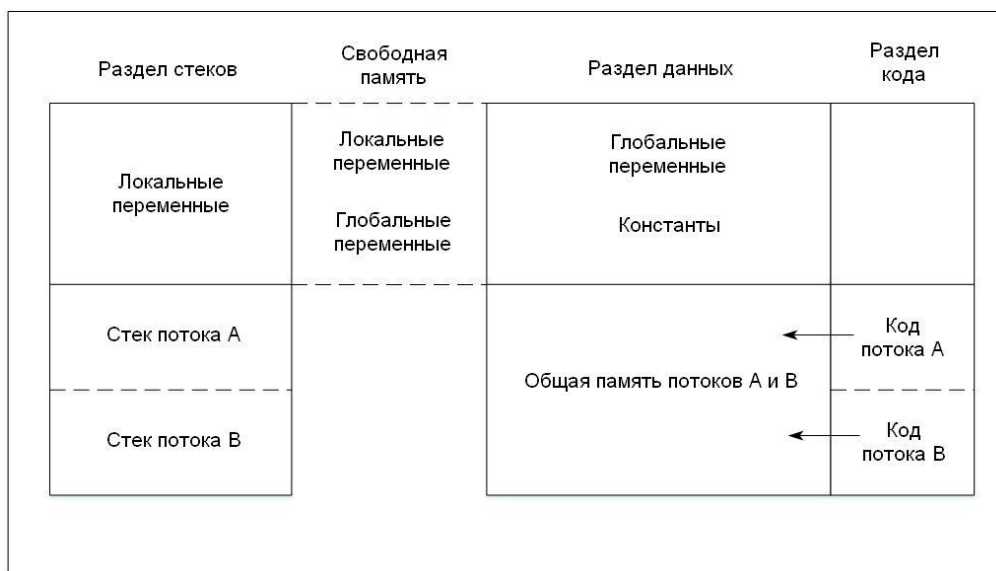 Раздел стеков
Свободная
память
Раздел данных
Раздел
кода
Локальные
переменные
Локальные
переменные
Глобальные
переменные
Глобальные
переменные
Константы
Стек потока А
Стек потока В
Общая память потоков А и В
Код
потока А
Код
потока В